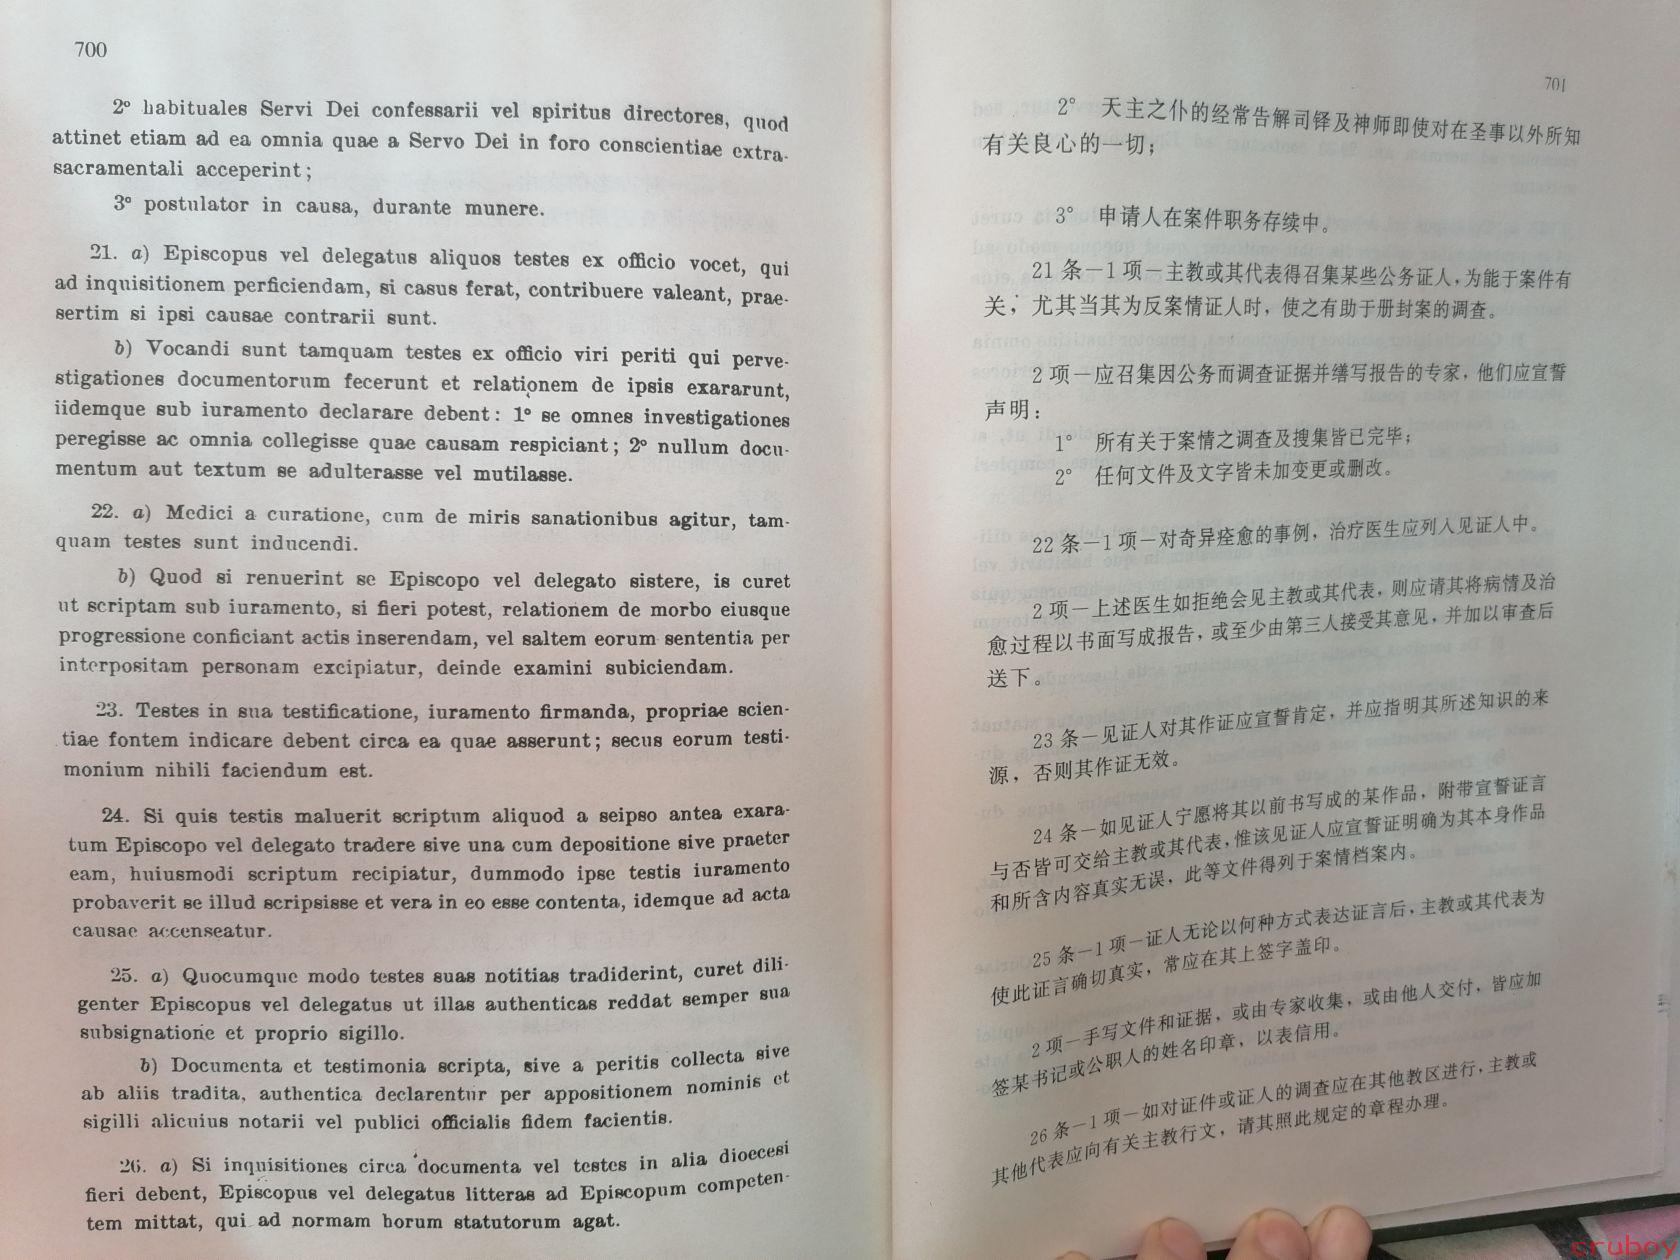 700
2° habituales Servi Dei confessarii vel spiritus directores, quod
attinet etiam ad ea omnia quae a Servo Dei in foro conscientiae extra-
sacramentali acceperint;
3° postulator in causa, durante munere.
21. a) Episcopus vel delegatus aliquos testes ex officio vocet, qui
ad inquisitionem perficiendam, si casus ferat, contribuere valeant, prae-
sertim si ipsi causae contrarii sunt.
b) Vocandi sunt tamquam testes ex officio viri periti qui perve-
stigationes documentorum fecerunt et relationem de ipsis exararunt,
iidemque sub iuramento declarare debent: 1° se omnes investigationes
peregisse ac omnia collegisse quae causam respiciant; 2° nullum docu-
mentum aut textum se adulterasse vel mutilasse.
22. a) Medici a curatione, cum de miris sanationibus agitur, tam-
quam testes sunt inducendi.
b) Quod si renuerint se Episcopo vel delegato sistere, is curet
ut scriptam sub iuramento, si fieri potest, relationem de morbo eiusque
progressione conficiant actis inserendam, vel saltem eorum sententia per
interpositam personam excipiatur, deinde examini subiciendam.
23. Testes in sua testificatione, iuramento firmanda, propriae scien-
tiae fontem indicare debent circa ea quae asserunt; secus eorum testi-
monium nihili faciendum est.
24. Si quis testis maluerit scriptum aliquod a seipso antea exara-
tum Episcopo vel delegato tradere sive una cum depositione sive praeter
eam, huiusmodi scriptum recipiatur, dummodo ipse testis iuramento
probaverit se illud scripsisse et vera in eo esse contenta, idemque ad acta
causae accenseatur.
25. a) Quocumque modo testes suas notitias tradiderint, curet dili-
genter Episcopus vel delegatus ut illas authenticas reddat semper sua
subsignatione et proprio sigillo.
b) Documenta et testimonia scripta, sive a peritis collecta sive
ab aliis tradita, authentica declarentur per appositionem nominis et
sigilli alicuius notarii vel publici officialis fidem facientis.
26. a) Si inquisitiones circa documenta vel testes in alia dioecesi
fieri debent, Episcopus vel delegatus litteras ad Episcopum competen-
tem mittat, qui ad normam horum statutorum agat.
701
2° 天主之仆的经常告解司铎及神师即使对在圣事以外所知
有关良心的一切；
3° 申请人在案件职务存续中。
21 条－1 项－主教或其代表得召集某些公务证人，为能于案件有
关；尤其当其为反案情证人时，使之有助于册封案的调查。
2 项－应召集因公务而调查证据并缮写报告的专家，他们应宣誓
声明：
1° 所有关于案情之调查及搜集皆已完毕；
2° 任何文件及文字皆未加变更或删改。
22 条－1 项－对奇异痊愈的事例，治疗医生应列入见证人中。
2 项－上述医生如拒绝会见主教或其代表，则应请其将病情及治
愈过程以书面写成报告，或至少由第三人接受其意见，并加以审查后
送下。
23 条－见证人对其作证应宣誓肯定，并应指明其所述知识的来
源，否则其作证无效。
24 条－如见证人宁愿将其以前书写成的某作品，附带宣誓证言
与否皆可交给主教或其代表，惟该见证人应宣誓证明确为其本身作品
和所含内容真实无误，此等文件得列于案情档案内。
25 条－1 项－证人无论以何种方式表达证言后，主教或其代表为
使此证言确切真实，常应在其上签字盖印。
2 项－手写文件和证据，或由专家收集，或由他人交付，皆应加
签某书记或公职人的姓名印章，以表信用。
26 条－1 项－如对证件或证人的调查应在其他教区进行，主教或
其他代表应向有关主教行文，请其照此规定的章程办理。
cruboy